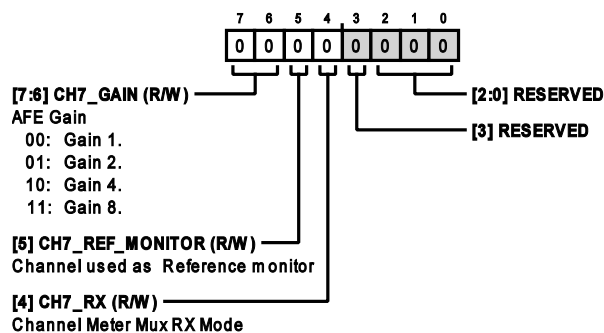 7 6 5 4 3 2 1 0
0 0 0 0 0 0 0 0
[7:6] CH7_GAIN (R/W)
AFE Gain
00: Gain 1.
01: Gain 2.
10: Gain 4.
11: Gain 8.
[5] CH7_REF_MONITOR (R/W)
Channel used as Reference monitor
[4] CH7_RX (R/W)
Channel Meter Mux RX Mode
[2:0] RESERVED
[3] RESERVED